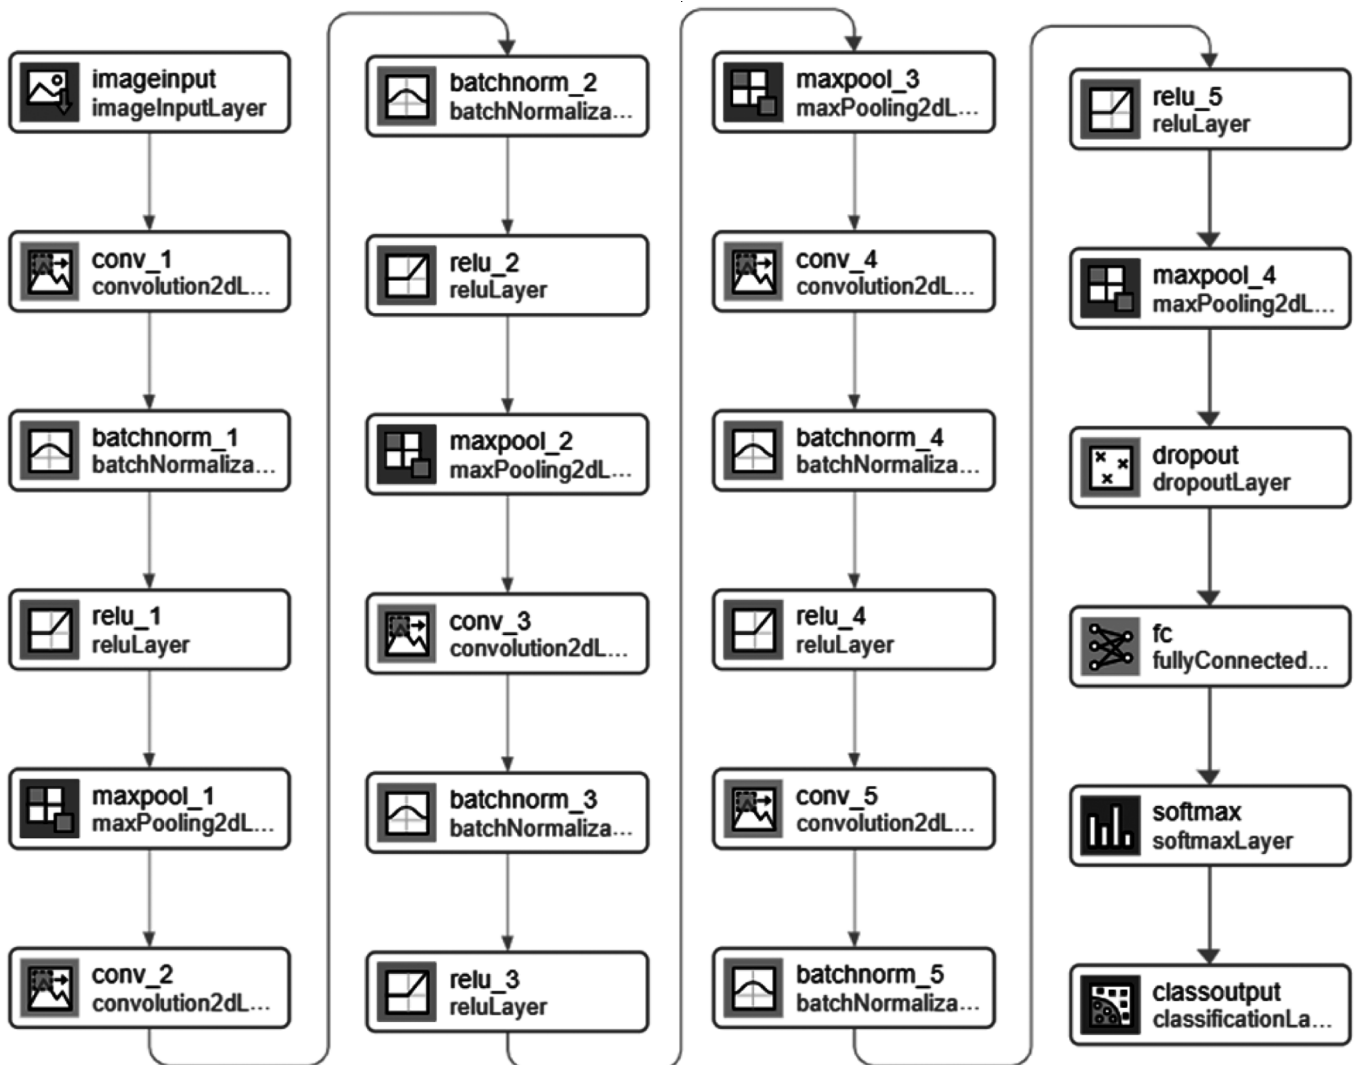 imageinput
imageInputLayer
conv_1
convolution2dL...
batchnorm_1
batchNormaliza...
relu_1
reluLayer
maxpool_1
maxPooling2dL...
conv_2
convolution2dL...
batchnorm_2
batchNormaliza...
relu_2
reluLayer
maxpool_2
maxPooling2dL...
conv_3
convolution2dL...
batchnorm_3
batchNormaliza...
relu_3
reluLayer
maxpool_3
maxPooling2dL...
conv_4
convolution2dL...
batchnorm_4
batchNormaliza...
relu_4
reluLayer
conv_5
convolution2dL...
batchnorm_5
batchNormaliza...
relu_5
reluLayer
maxpool_4
maxPooling2dL...
dropout
dropoutLayer
fc
fullyConnected...
softmax
softmaxLayer
classoutput
classificationLa...